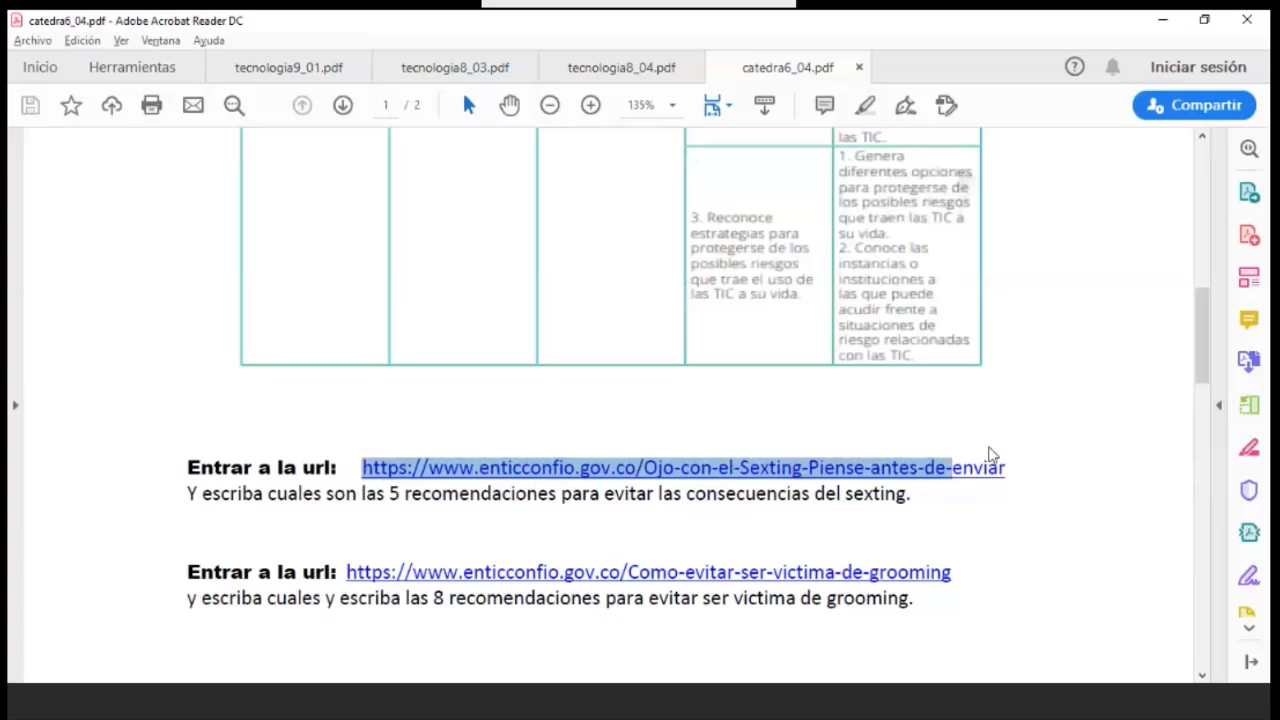 catedra6_04.pdf - Adobe Acrobat Reader DC
Archivo Edición Ver Ventana Ayuda
Inicio Herramientas tecnologia9_01.pdf tecnologia8_03.pdf tecnologia8_04.pdf catedra6_04.pdf × Iniciar sesión
1 / 2 135% Compartir
las TIC.
3. Reconoce
estrategias para
protegerse de los
posibles riesgos
que trae el uso de
las TIC a su vida.
1. Genera
diferentes opciones
para protegerse de
los posibles riesgos
que traen las TIC a
su vida.
2. Conoce las
instancias o
instituciones a
las que puede
acudir frente a
situaciones de
riesgo relacionadas
con las TIC.
Entrar a la url: https://www.enticconfio.gov.co/Ojo-con-el-Sexting-Piense-antes-de-enviar
Y escriba cuales son las 5 recomendaciones para evitar las consecuencias del sexting.
Entrar a la url: https://www.enticconfio.gov.co/Como-evitar-ser-victima-de-grooming
y escriba cuales y escriba las 8 recomendaciones para evitar ser victima de grooming.